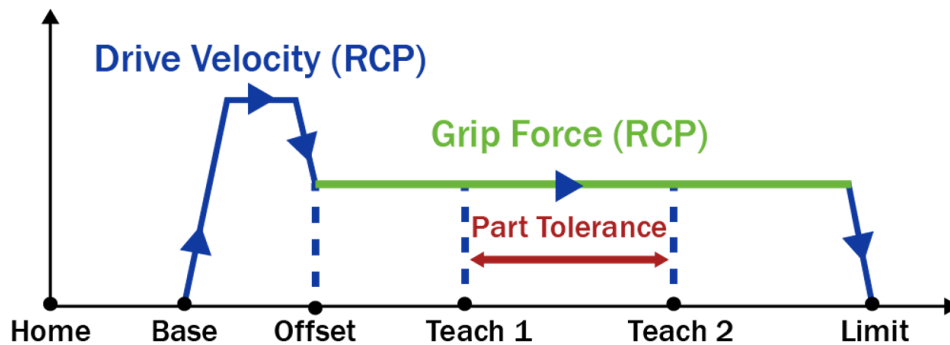 Drive Velocity (RCP)
Grip Force (RCP)
Part Tolerance
Home Base Offset Teach 1 Teach 2 Limit